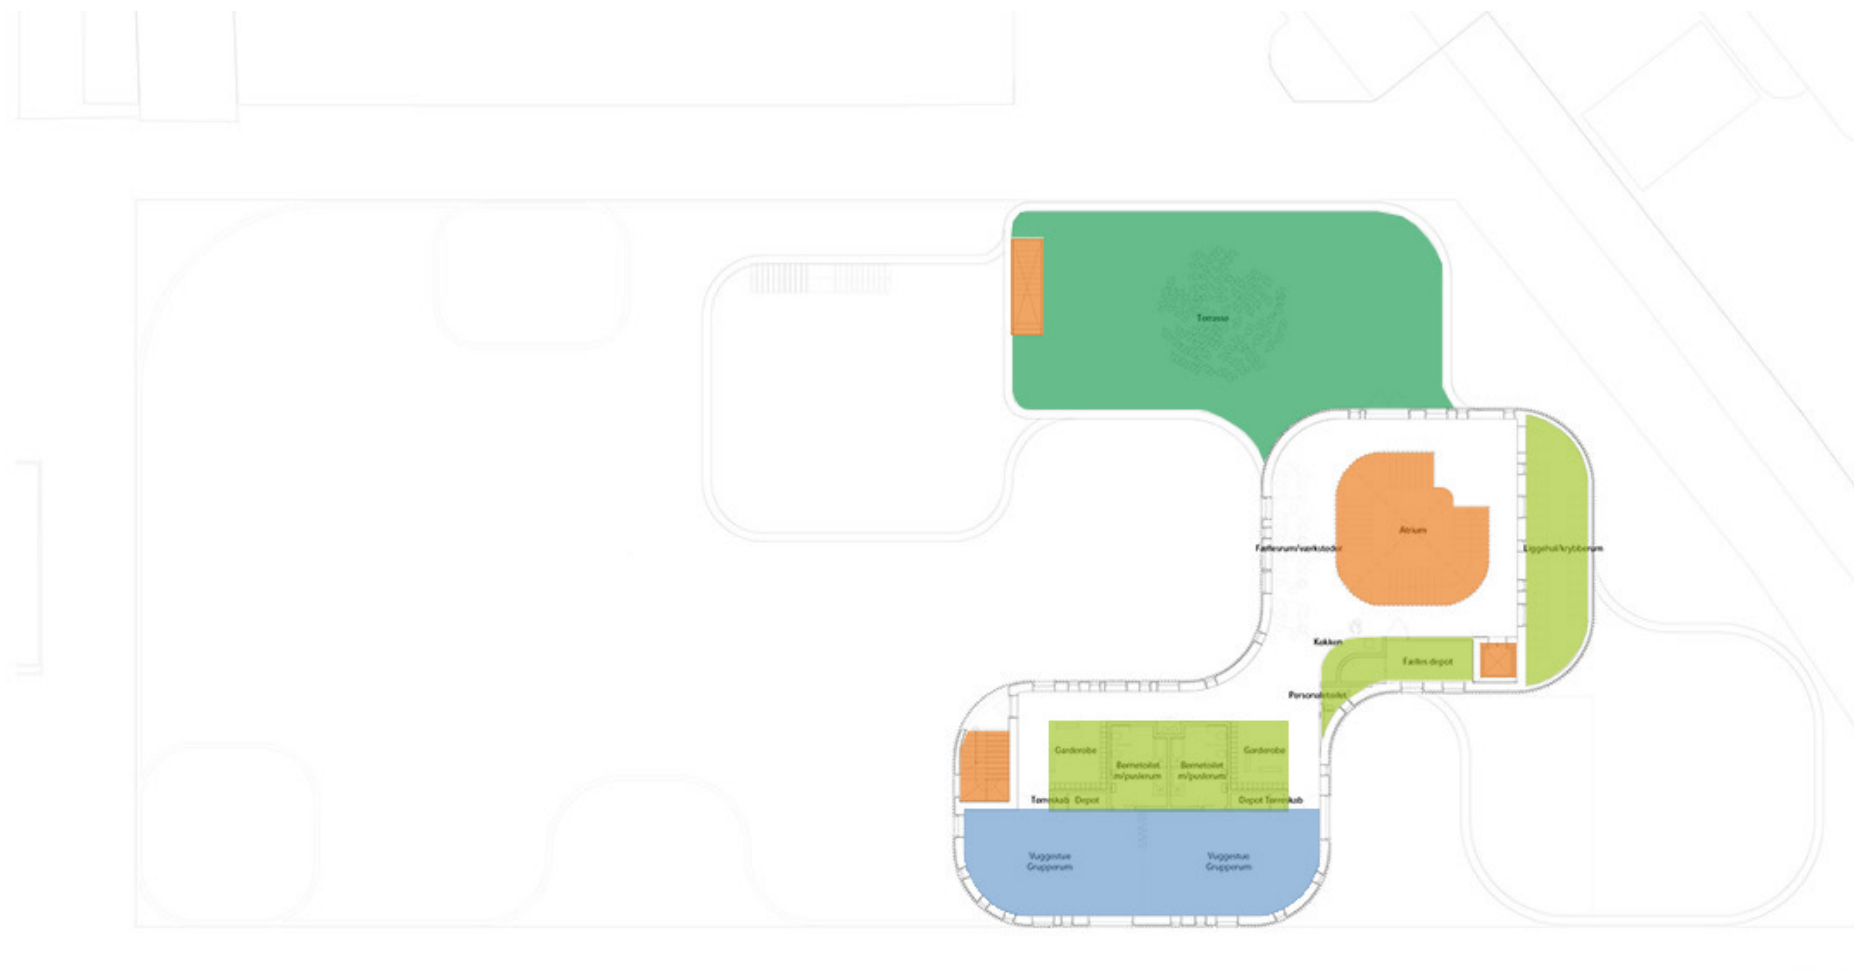 Terrasse
Atrium
Fællesrum/værksteder
Liggehal/krybberum
Køkken
Fælles depot
Personaletoilet
Garderobe
Garderobe
Børnetoilet
m/puslerum
Børnetoilet
m/puslerum
Tørreskab
Depot
Depot
Tørreskab
Vuggestue
Grupperum
Vuggestue
Grupperum